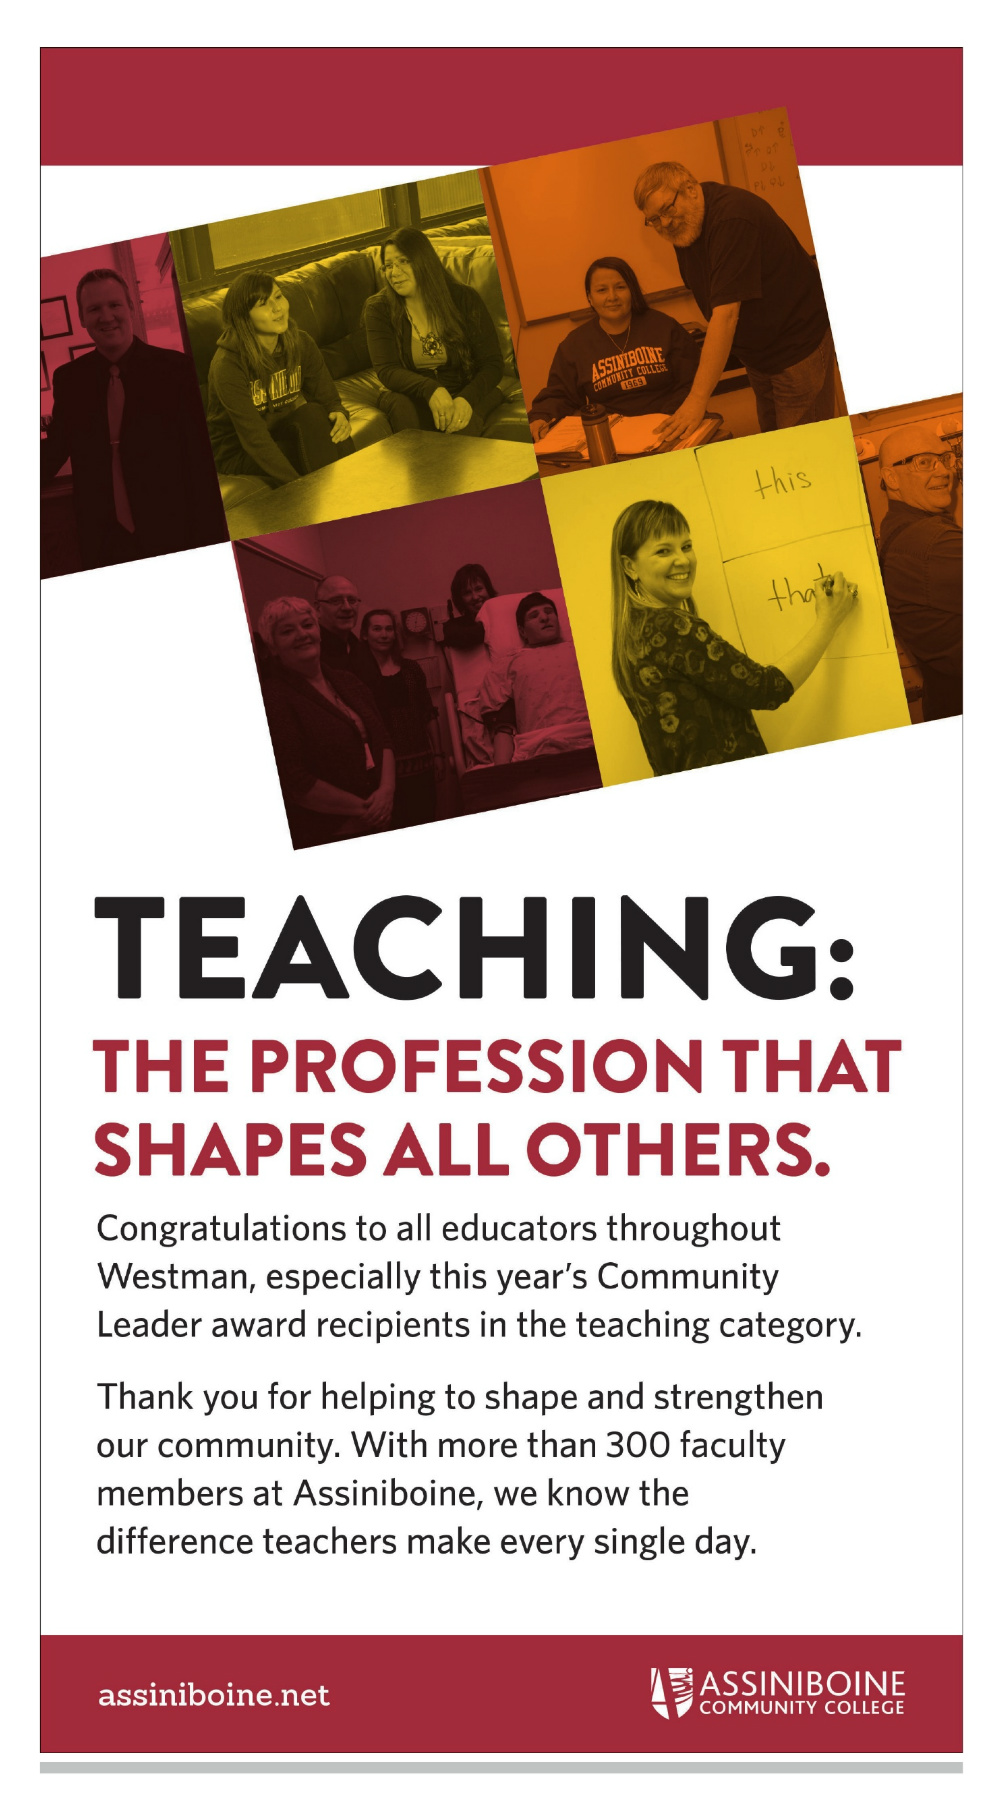 DT
ASSINIBOINE
COMMUNITY COLLEGE
1969
this
that
TEACHING:
THE PROFESSION THAT
SHAPES ALL OTHERS.
Congratulations to all educators throughout
Westman, especially this year's Community
Leader award recipients in the teaching category.
Thank you for helping to shape and strengthen
our community. With more than 300 faculty
members at Assiniboine, we know the
difference teachers make every single day.
assiniboine.net
ASSINIBOINE
COMMUNITY COLLEGE